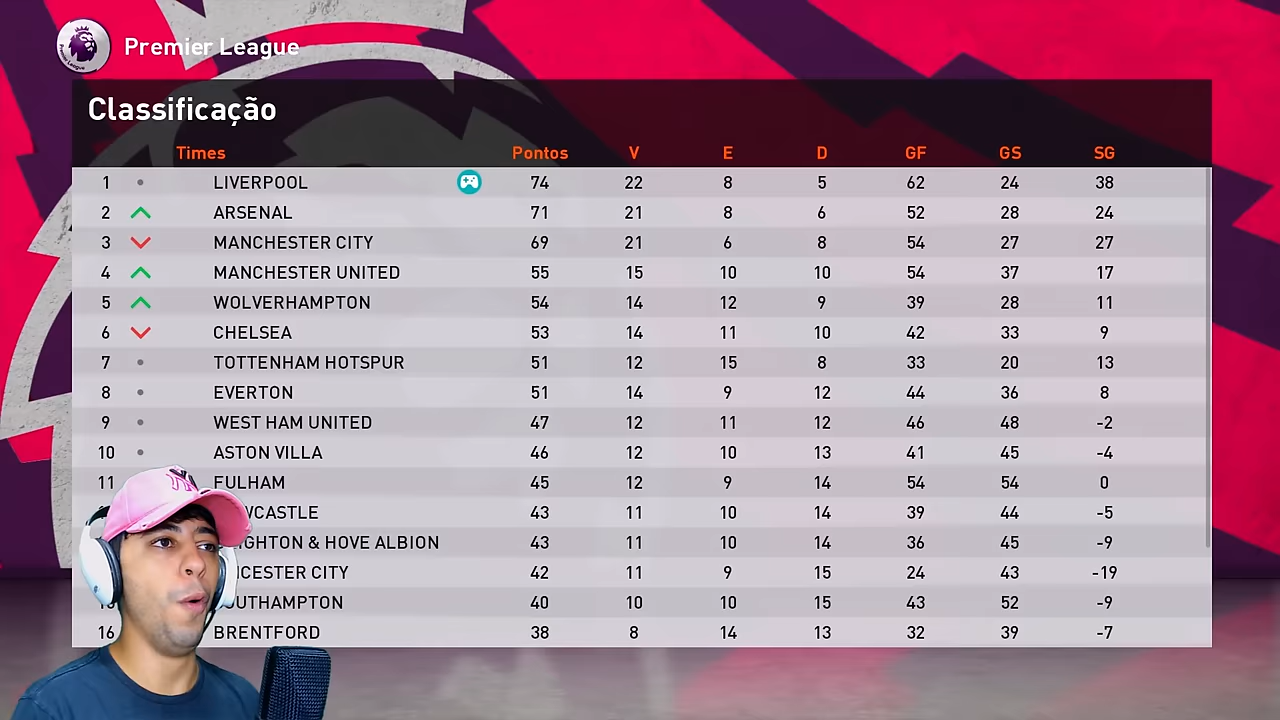 Premier League
Classificação
Times Pontos V E D GF GS SG
1 LIVERPOOL 74 22 8 5 62 24 38
2 ARSENAL 71 21 8 6 52 28 24
3 MANCHESTER CITY 69 21 6 8 54 27 27
4 MANCHESTER UNITED 55 15 10 10 54 37 17
5 WOLVERHAMPTON 54 14 12 9 39 28 11
6 CHELSEA 53 14 11 10 42 33 9
7 TOTTENHAM HOTSPUR 51 12 15 8 33 20 13
8 EVERTON 51 14 9 12 44 36 8
9 WEST HAM UNITED 47 12 11 12 46 48 -2
10 ASTON VILLA 46 12 10 13 41 45 -4
11 FULHAM 45 12 9 14 54 54 0
43 11 10 14 39 44 -5
& HOVE ALBION 43 11 10 14 36 45 -9
CITY 42 11 9 15 24 43 -19
SOUTHAMPTON 40 10 10 15 43 52 -9
16 BRENTFORD 38 8 14 13 32 39 -7